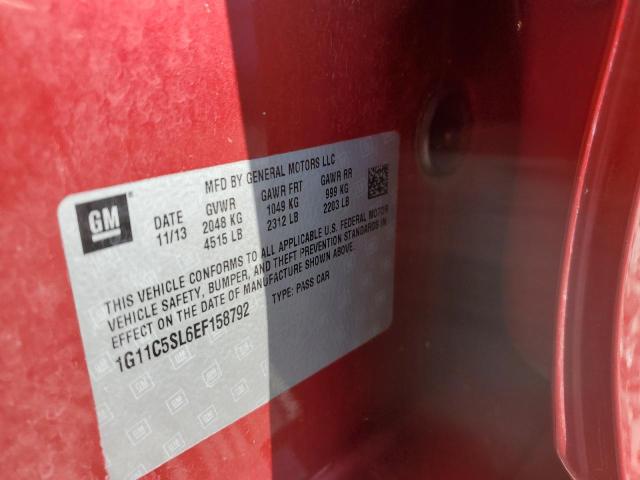 GM
MFD BY GENERAL MOTORS LLC
DATE GVWR GAWR FRT GAWR RR
11/13 2048 KG 1049 KG 999 KG
4515 LB 2312 LB 2203 LB
THIS VEHICLE CONFORMS TO ALL APPLICABLE U.S. FEDERAL MOTOR
VEHICLE SAFETY, BUMPER, AND THEFT PREVENTION STANDARDS IN
EFFECT ON THE DATE OF MANUFACTURE SHOWN ABOVE.
1G11C5SL6EF158792 TYPE: PASS CAR